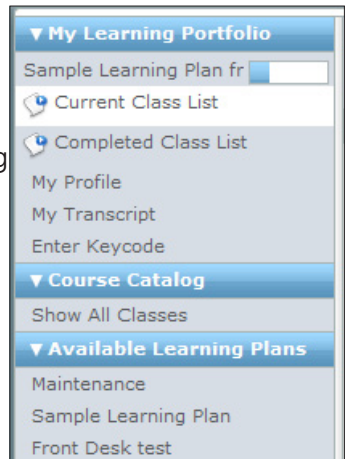 ▼ My Learning Portfolio
Sample Learning Plan fr
Current Class List
Completed Class List
g
My Profile
My Transcript
Enter Keycode
▼ Course Catalog
Show All Classes
▼ Available Learning Plans
Maintenance
Sample Learning Plan
Front Desk test